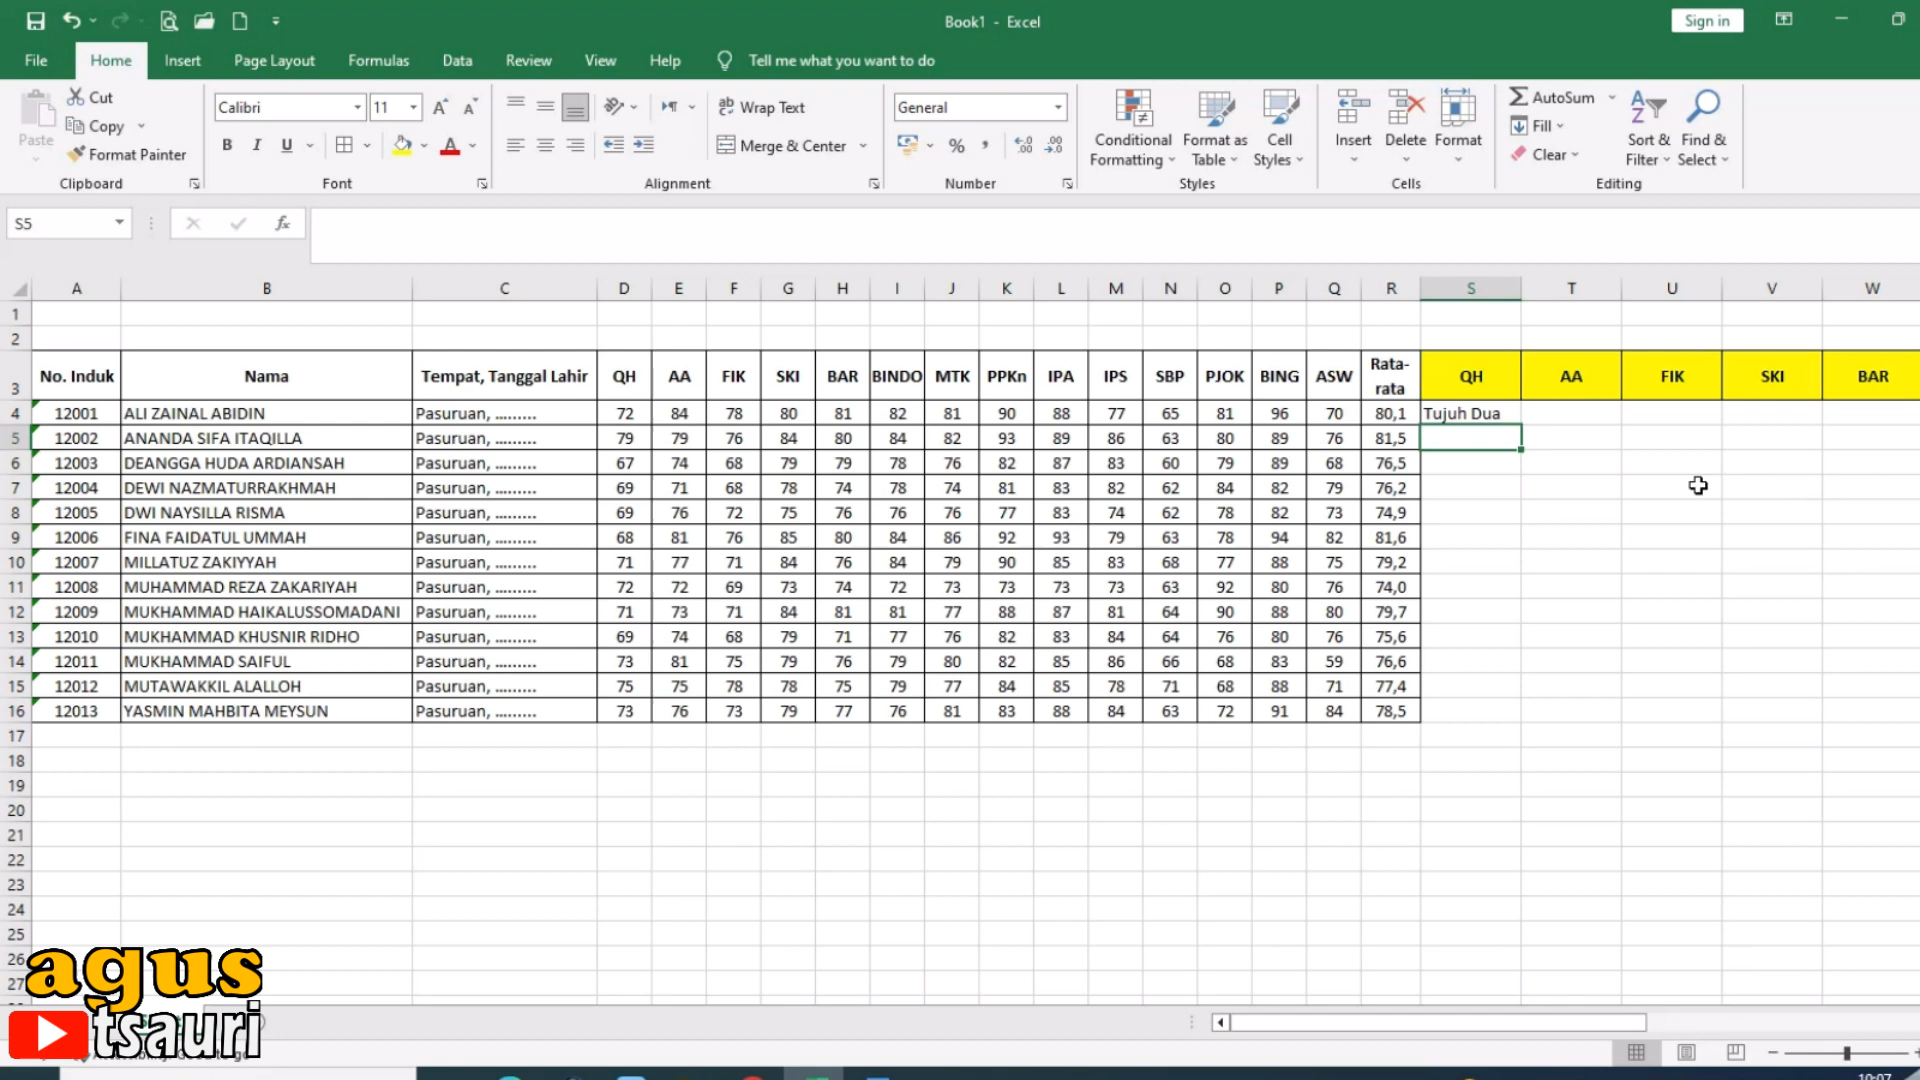 Book1 - Excel
Sign in
File Home Insert Page Layout Formulas Data Review View Help Tell me what you want to do
Paste
Cut
Copy
Format Painter
Clipboard
Calibri 11
B I U A
Font
Wrap Text
Merge & Center
Alignment
General
% ,
Number
Conditional Formatting
Format as Table
Cell Styles
Styles
Insert Delete Format
Cells
AutoSum
Fill
Clear
Sort & Filter
Find & Select
Editing
S5 fx
A B C D E F G H I J K L M N O P Q R S T U V W
1
2
3 No. Induk Nama Tempat, Tanggal Lahir QH AA FIK SKI BAR BINDO MTK PPKn IPA IPS SBP PJOK BING ASW Rata-rata QH AA FIK SKI BAR
4 12001 ALI ZAINAL ABIDIN Pasuruan, ......... 72 84 78 80 81 82 81 90 88 77 65 81 96 70 80,1 Tujuh Dua
5 12002 ANANDA SIFA ITAQILLA Pasuruan, ......... 79 79 76 84 80 84 82 93 89 86 63 80 89 76 81,5
6 12003 DEANGGA HUDA ARDIANSAH Pasuruan, ......... 67 74 68 79 79 78 76 82 87 83 60 79 89 68 76,5
7 12004 DEWI NAZMATURRAKHMAH Pasuruan, ......... 69 71 68 78 74 78 74 81 83 82 62 84 82 79 76,2
8 12005 DWI NAYSILLA RISMA Pasuruan, ......... 69 76 72 75 76 76 76 77 83 74 62 78 82 73 74,9
9 12006 FINA FAIDATUL UMMAH Pasuruan, ......... 68 81 76 85 80 84 86 92 93 79 63 78 94 82 81,6
10 12007 MILLATUZ ZAKIYYAH Pasuruan, ......... 71 77 71 84 76 84 79 90 85 83 68 77 88 75 79,2
11 12008 MUHAMMAD REZA ZAKARIYAH Pasuruan, ......... 72 72 69 73 74 72 73 73 73 73 63 92 80 76 74,0
12 12009 MUKHAMMAD HAIKALUSSOMADANI Pasuruan, ......... 71 73 71 84 81 81 77 88 87 81 64 90 88 80 79,7
13 12010 MUKHAMMAD KHUSNIR RIDHO Pasuruan, ......... 69 74 68 79 71 77 76 82 83 84 64 76 80 76 75,6
14 12011 MUKHAMMAD SAIFUL Pasuruan, ......... 73 81 75 79 76 79 80 82 85 86 66 68 83 59 76,6
15 12012 MUTAWAKKIL ALALLOH Pasuruan, ......... 75 75 78 78 75 79 77 84 85 78 71 68 88 71 77,4
16 12013 YASMIN MAHBITA MEYSUN Pasuruan, ......... 73 76 73 79 77 76 81 83 88 84 63 72 91 84 78,5
17
18
19
20
21
22
23
24
25
26
27
agus
tsauri
10:07